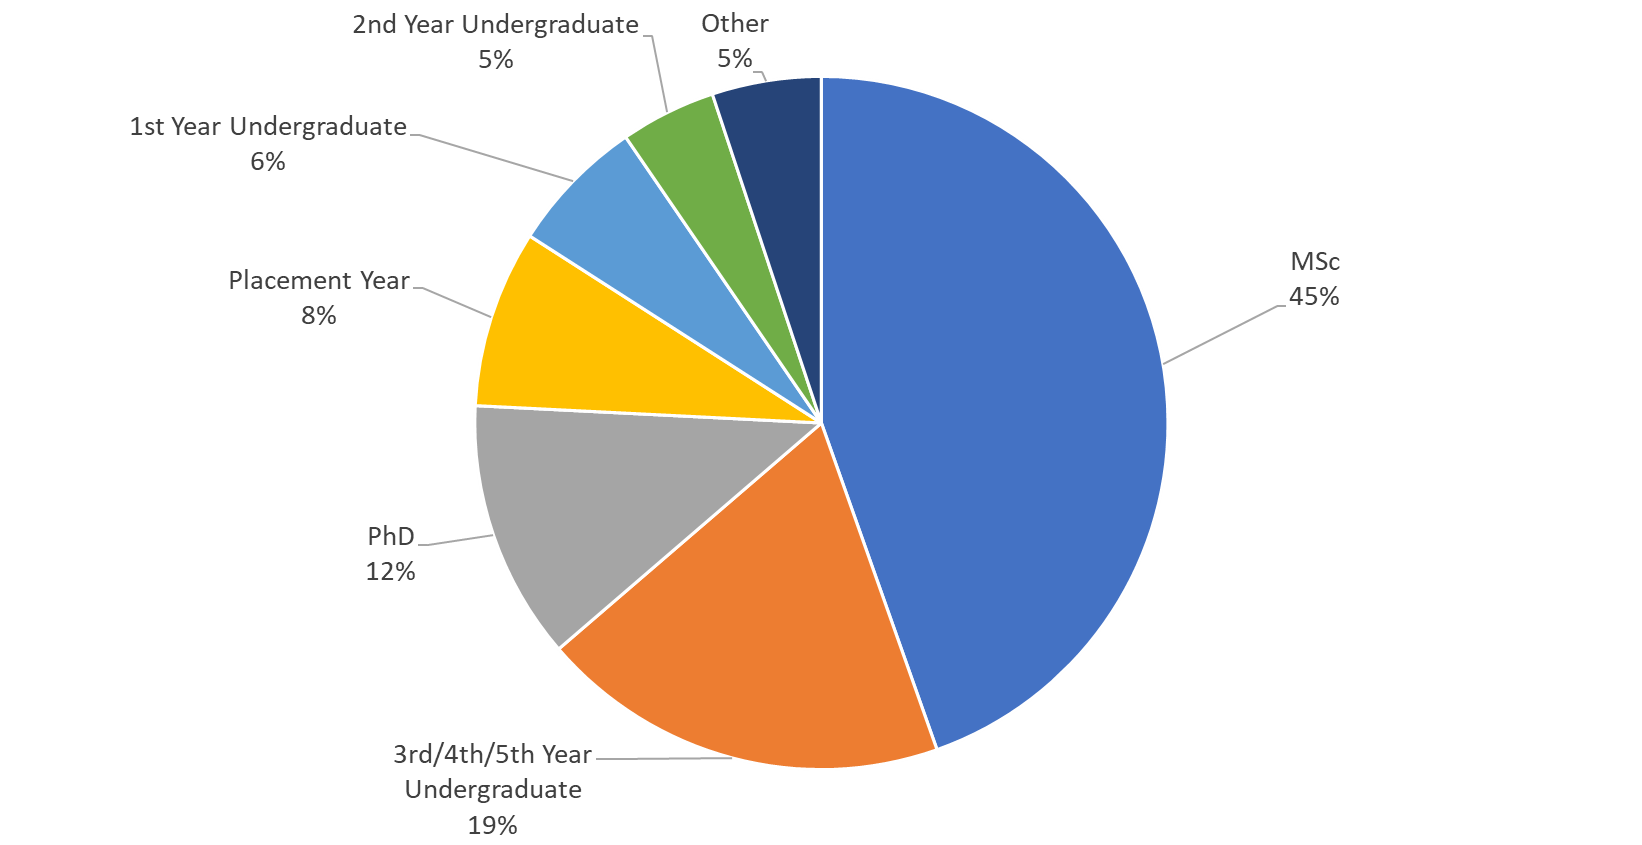 2nd Year Undergraduate
5%
Other
5%
1st Year Undergraduate
6%
MSc
45%
Placement Year
8%
PhD
12%
3rd/4th/5th Year
Undergraduate
19%